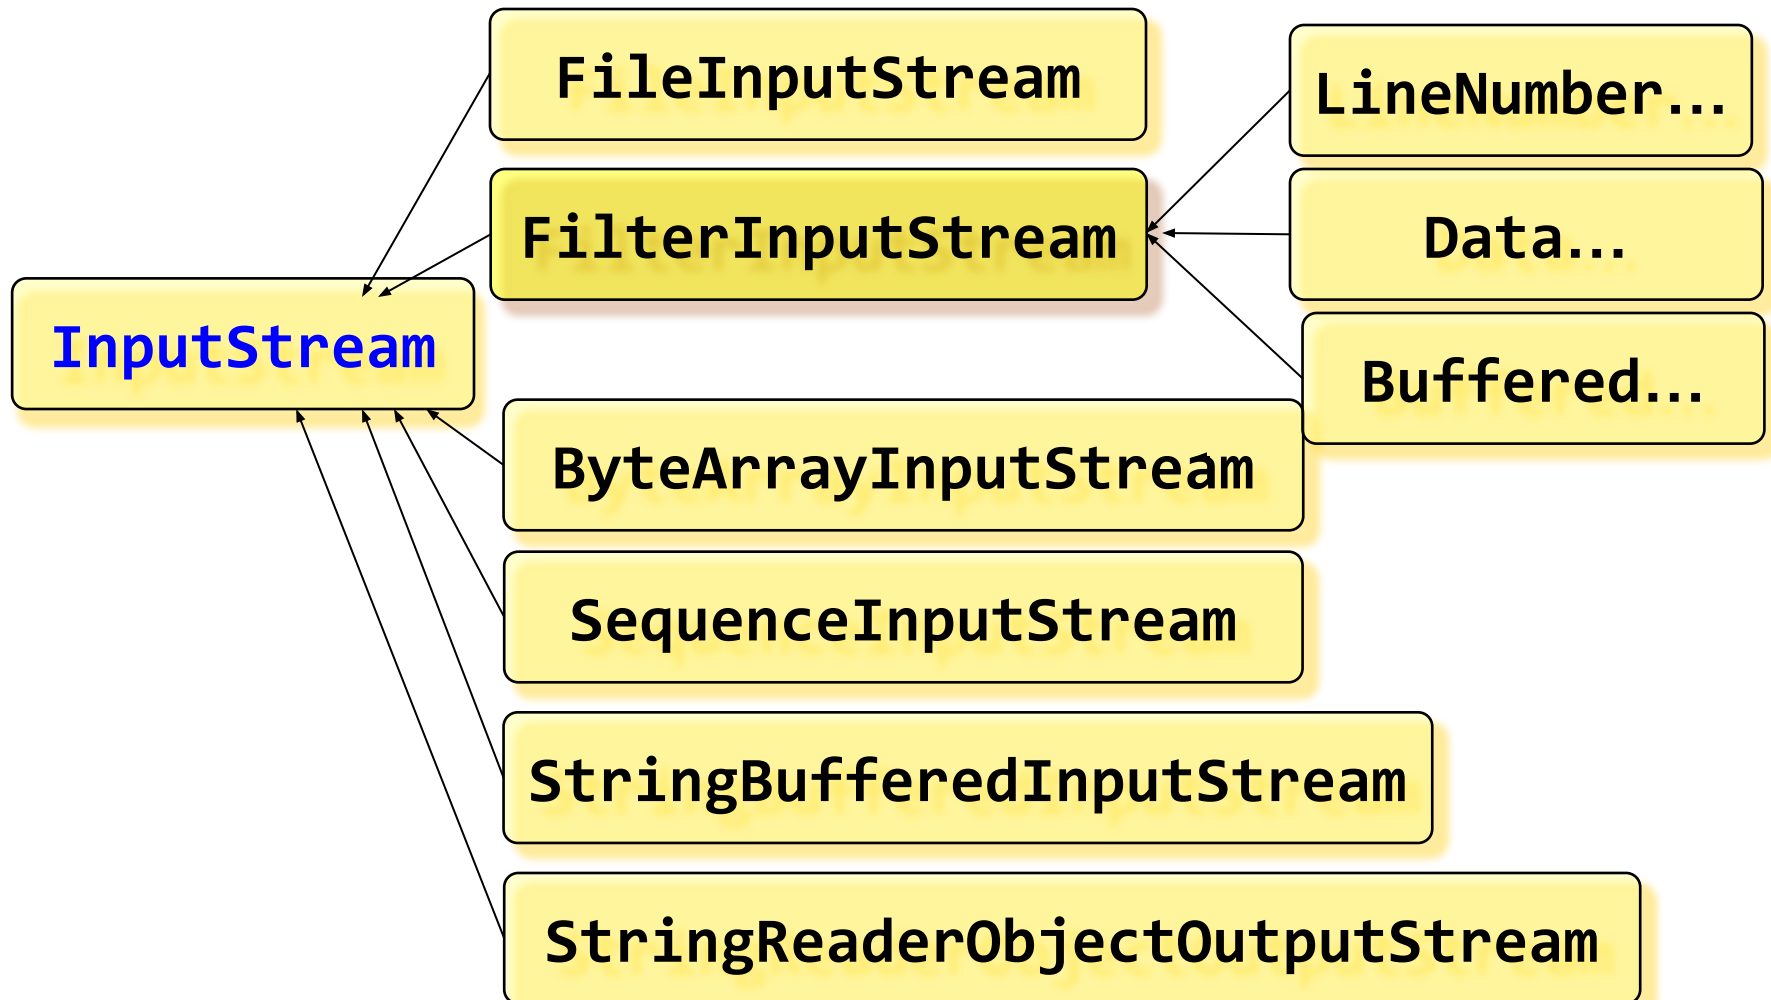 FileInputStream
LineNumber...
FilterInputStream
Data...
InputStream
Buffered...
ByteArrayInputStream
SequenceInputStream
StringBufferedInputStream
StringReaderObjectOutputStream